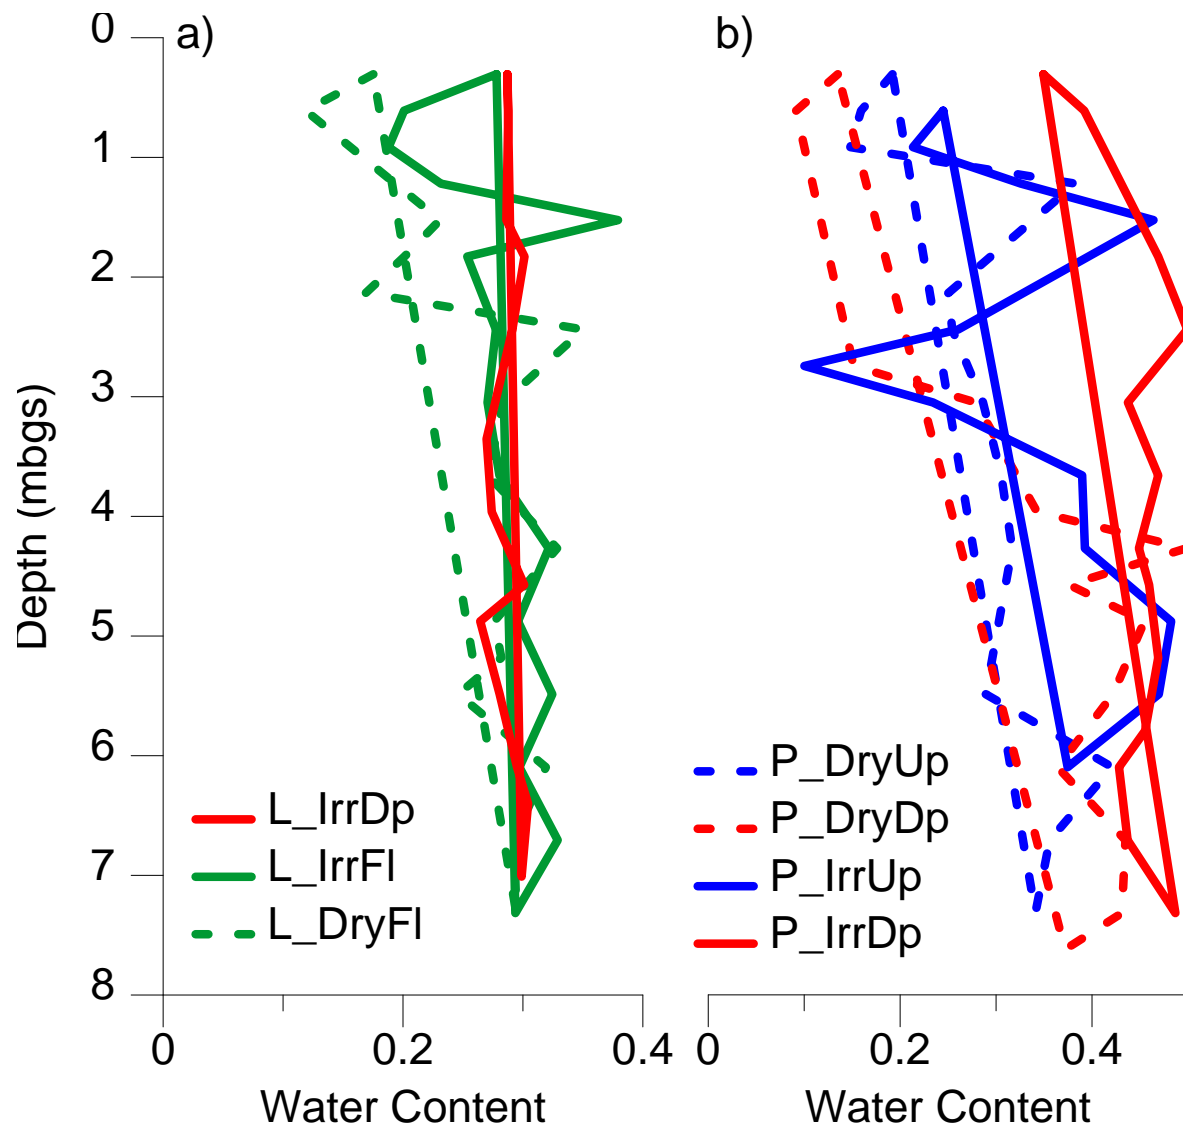 a)
b)
0
1
2
3
4
5
6
7
8
Depth (mbgs)
L_IrrDp
L_IrrFl
L_DryFl
P_DryUp
P_DryDp
P_IrrUp
P_IrrDp
0 0.2 0.4
0 0.2 0.4
Water Content
Water Content